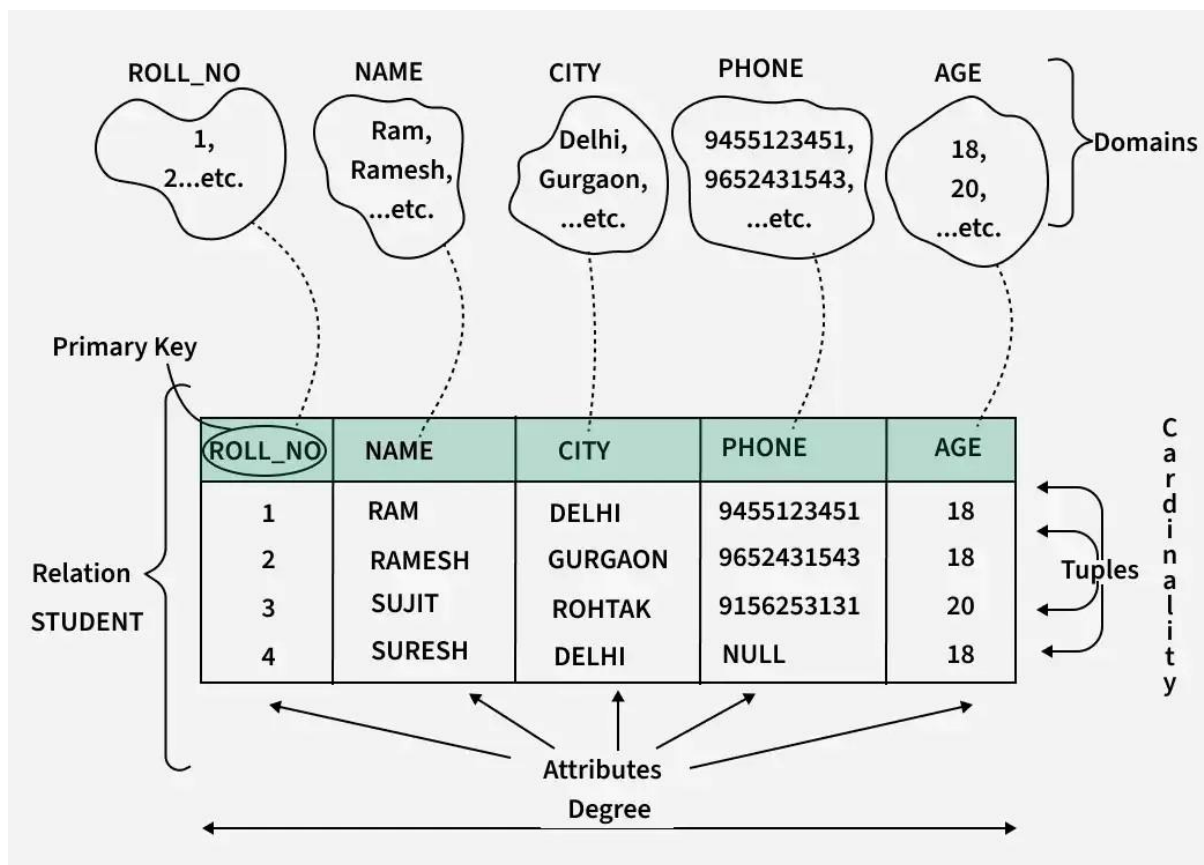 ROLL_NO NAME CITY PHONE AGE
1, Ram, Delhi, 9455123451, 18,
2...etc. Ramesh, Gurgaon, 9652431543, 20,
...etc. ...etc. ...etc. ...etc.
Domains
Primary Key
ROLL_NO NAME CITY PHONE AGE
1 RAM DELHI 9455123451 18
2 RAMESH GURGAON 9652431543 18
3 SUJIT ROHTAK 9156253131 20
4 SURESH DELHI NULL 18
Relation
STUDENT
Tuples
Cardinality
Attributes
Degree